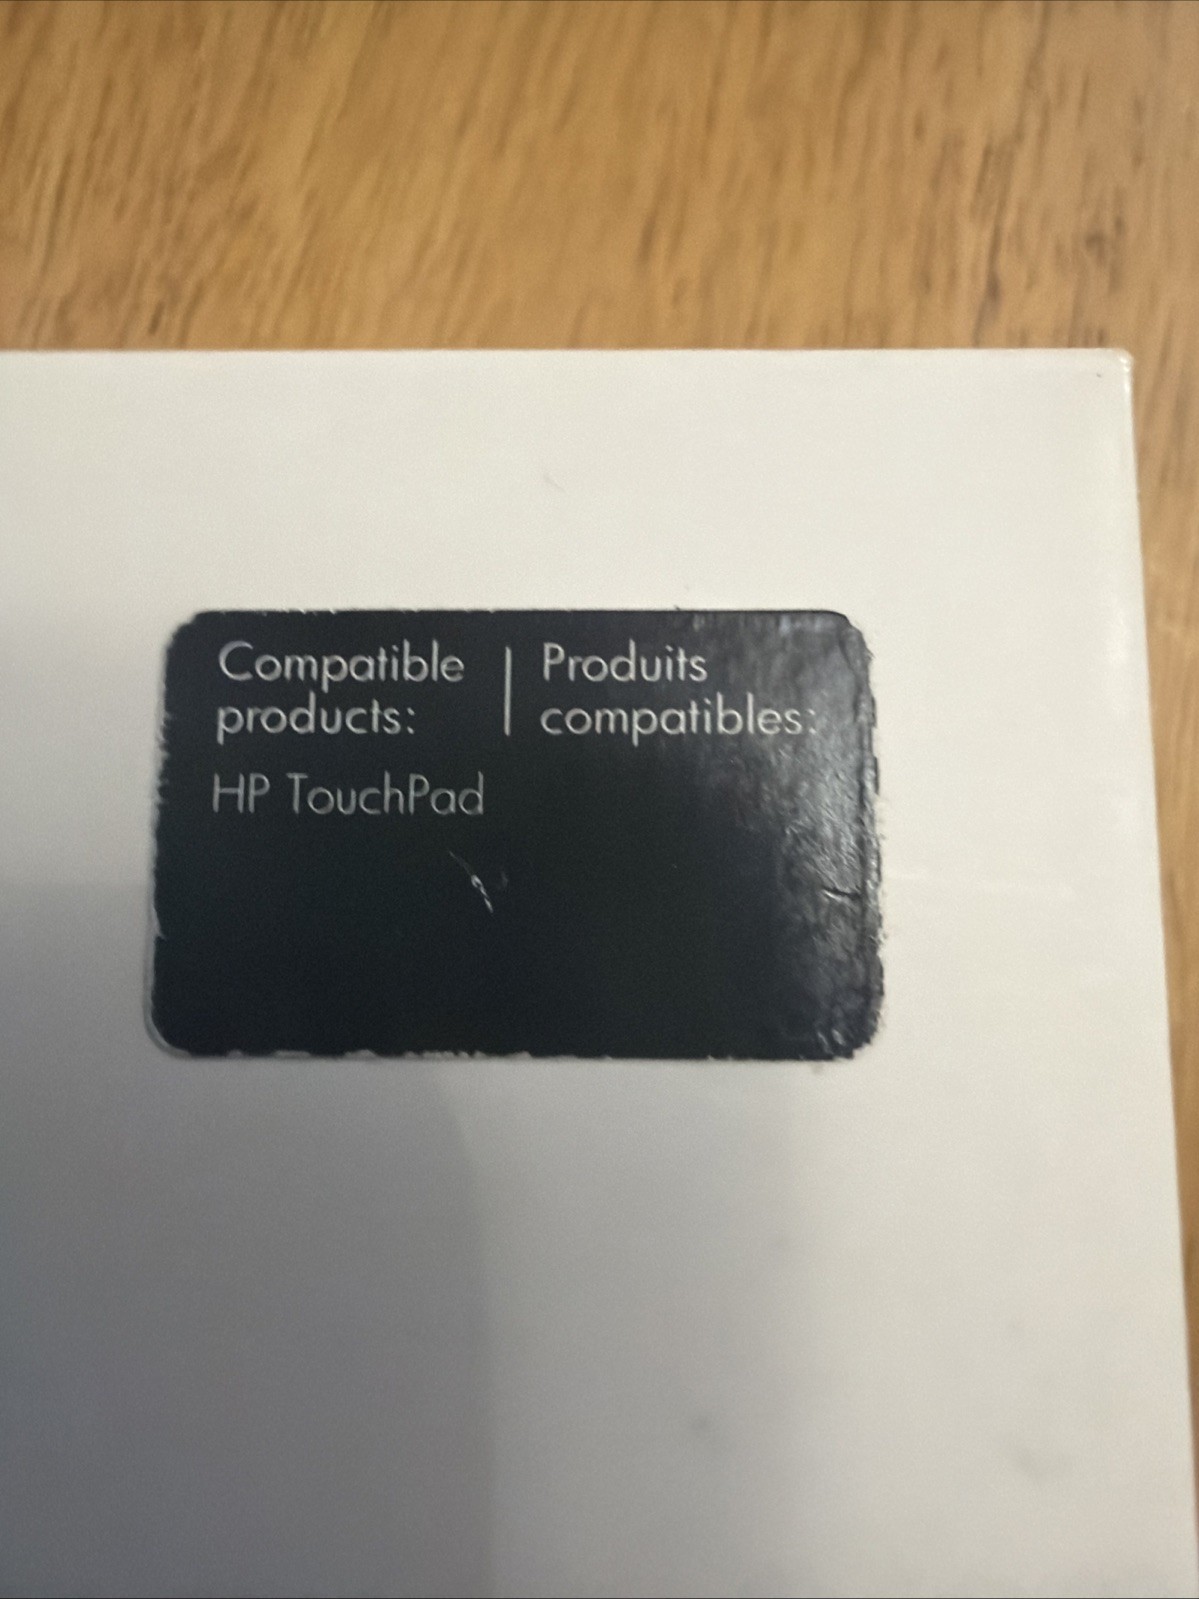 Compatible products: | Produits compatibles:
HP TouchPad